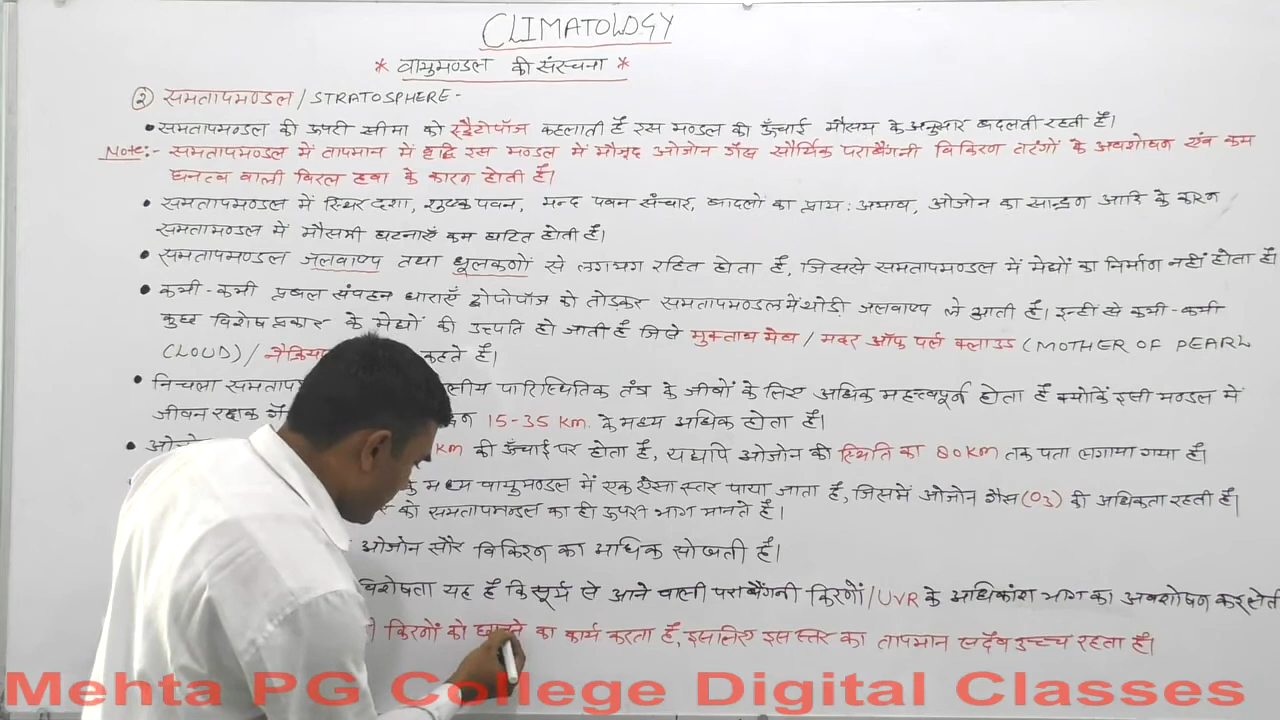 CLIMATOLOGY
* वायुमण्डल की संरचना *
② समतापमण्डल / STRATOSPHERE -
• समतापमण्डल की ऊपरी सीमा को स्ट्रैटोपॉज कहलाती है इस मण्डल की ऊँचाई मौसम के अनुसार बदलती रहती है।
Note:- समतापमण्डल में तापमान में वृद्धि इस मण्डल में मौजूद ओजोन गैस सौर्यिक पराबैंगनी विकिरण तरंगों के अवशोषण एंव कम
घनत्व वाली विरल हवा के कारन होती है।
• समतापमण्डल में स्थिर दशा, शुष्क पवन, मन्द पवन संचार, बादलों का प्राय: अभाव, ओजोन का सान्द्रण आदि के कारण
समतामण्डल में मौसमी घटनाएँ कम घटित होती है।
• समतापमण्डल जलवाष्प तथा धूलकणों से लगभग रहित होता है, जिससे समतापमण्डल में मेघों का निर्माण नहीं होता है
• कभी-कभी प्रबल संवहन धाराएँ ट्रोपोपॉज को तोड़कर समतापमण्डल में थोड़ी जलवाष्प ले आती है। इन्हीं से कभी-कभी
कुछ विशेष प्रकार के मेघों की उत्पति हो जाती है जिसे मुक्ताभ मेघ / मदर ऑफ पर्ल क्लाउड (MOTHER OF PEARL
CLOUD) / कहते है।
• निचला पारिस्थितिक तंत्र के जीवों के लिए अधिक महत्त्वपूर्ण होता है क्योंकि इसी मण्डल में
जीवन रक्षक 15-35 Km. के मध्य अधिक होता है।
• Km की ऊँचाई पर होता है, यद्यपि ओजोन की स्थिति का 80 Km तक पता लगाया गया है।
के मध्य वायुमण्डल में एक ऐसा स्तर पाया जाता है, जिसमें ओजोन गैस (O3) की अधिकता रहती है।
को समतापमण्डल का ही ऊपरी भाग मानते है।
ओजोन सौर विकिरण का अधिक सोखती है।
विशेषता यह है कि सूर्य से आने वाली पराबैंगनी किरणों / UVR के अधिकांश भाग का अवशोषण कर लेती
किरणों को का कार्य करता है, इसलिए इस स्तर का तापमान सदैव उच्च रहता है।
Mehta PG College Digital Classes